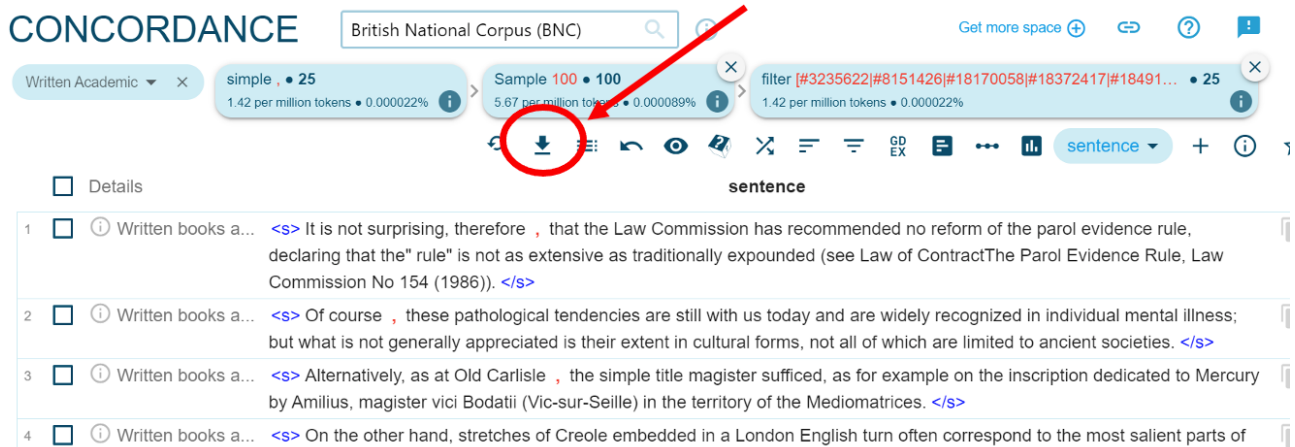 CONCORDANCE
British National Corpus (BNC)
Get more space
Written Academic
simple , ● 25
1.42 per million tokens ● 0.000022%
Sample 100 ● 100
5.67 per million tokens ● 0.000089%
filter [#3235622|#8151426|#18170058|#18372417|#18491... ● 25
1.42 per million tokens ● 0.000022%
GD
EX
sentence
Details
sentence
1 Written books a... <s> It is not surprising, therefore , that the Law Commission has recommended no reform of the parol evidence rule,
declaring that the" rule" is not as extensive as traditionally expounded (see Law of ContractThe Parol Evidence Rule, Law
Commission No 154 (1986)). </s>
2 Written books a... <s> Of course , these pathological tendencies are still with us today and are widely recognized in individual mental illness;
but what is not generally appreciated is their extent in cultural forms, not all of which are limited to ancient societies. </s>
3 Written books a... <s> Alternatively, as at Old Carlisle , the simple title magister sufficed, as for example on the inscription dedicated to Mercury
by Amilius, magister vici Bodatii (Vic-sur-Seille) in the territory of the Mediomatrices. </s>
4 Written books a... <s> On the other hand, stretches of Creole embedded in a London English turn often correspond to the most salient parts of